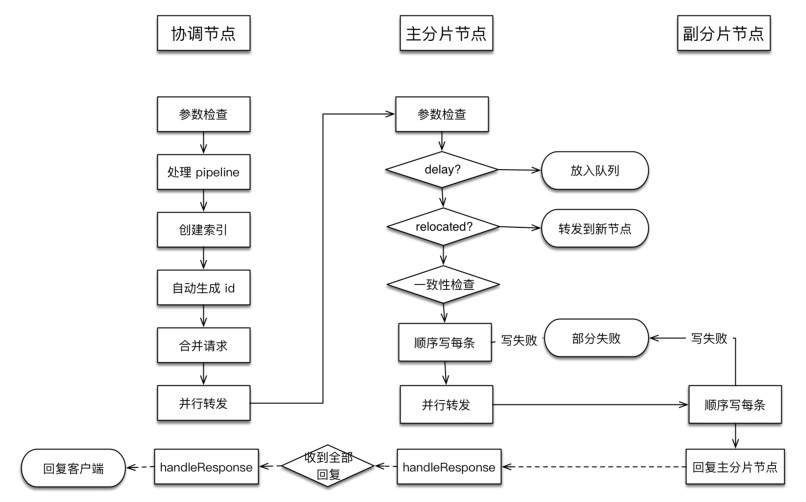 协调节点
主分片节点
副分片节点
参数检查
处理 pipeline
创建索引
自动生成 id
合并请求
并行转发
参数检查
delay?
放入队列
relocated?
转发到新节点
一致性检查
顺序写每条
写失败
部分失败
写失败
并行转发
顺序写每条
回复主分片节点
handleResponse
收到全部
回复
handleResponse
回复客户端